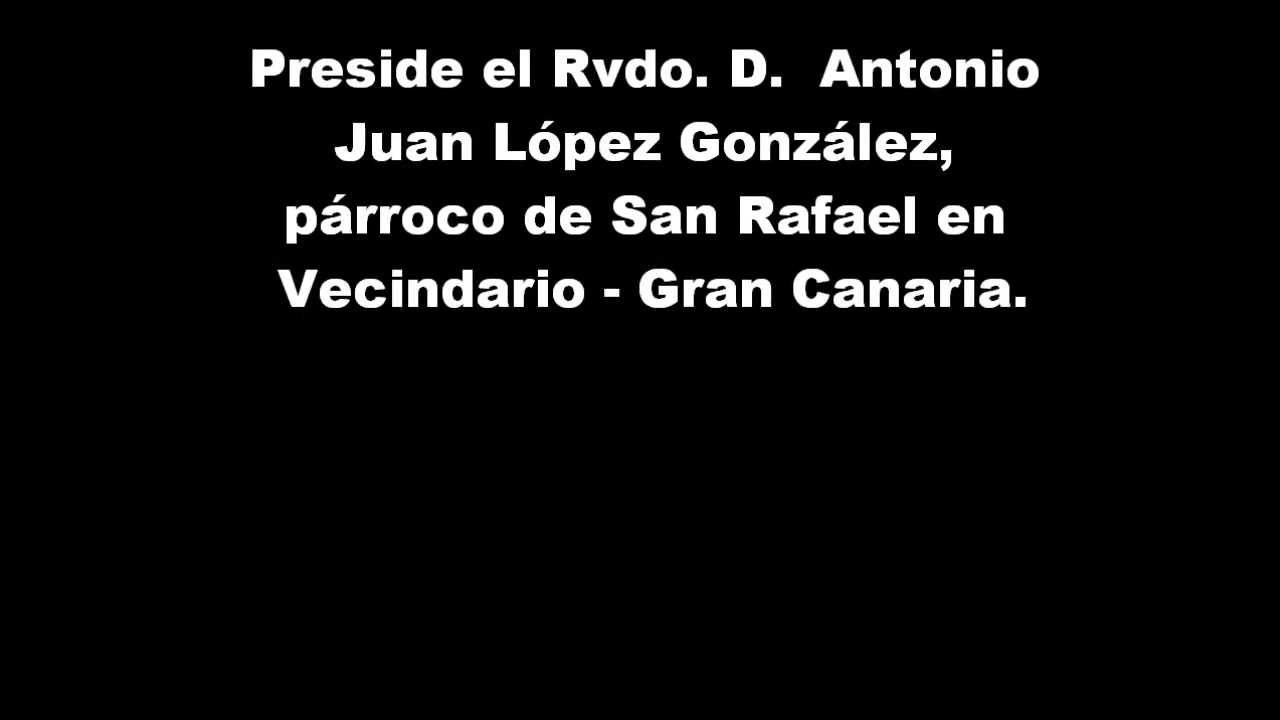 Preside el Rvdo. D.  Antonio
Juan López González,
párroco de San Rafael en
Vecindario - Gran Canaria.